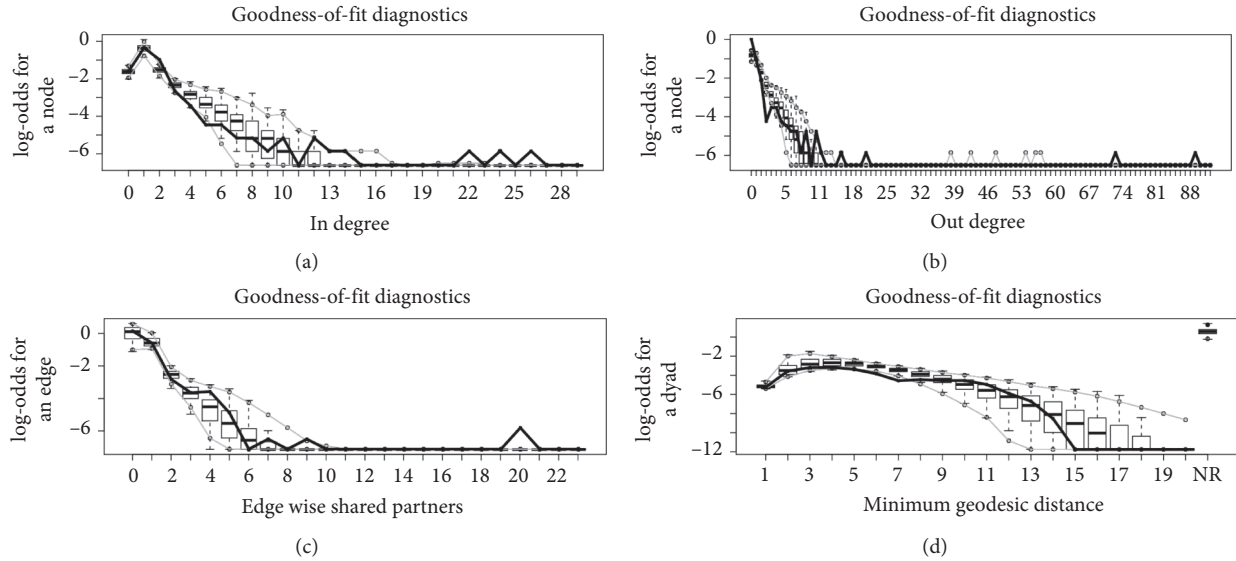 Goodness-of-fit diagnostics
log-odds for
a node
0
−2
−4
−6
0 2 4 6 8 10 13 16 19 22 25 28
In degree
(a)
Goodness-of-fit diagnostics
log-odds for
a node
0
−2
−4
−6
0 5 11 18 25 32 39 46 53 60 67 74 81 88
Out degree
(b)
Goodness-of-fit diagnostics
log-odds for
an edge
0
−2
−6
0 2 4 6 8 10 12 14 16 18 20 22
Edge wise shared partners
(c)
Goodness-of-fit diagnostics
log-odds for
a dyad
−2
−6
−12
1 3 5 7 9 11 13 15 17 19 NR
Minimum geodesic distance
(d)